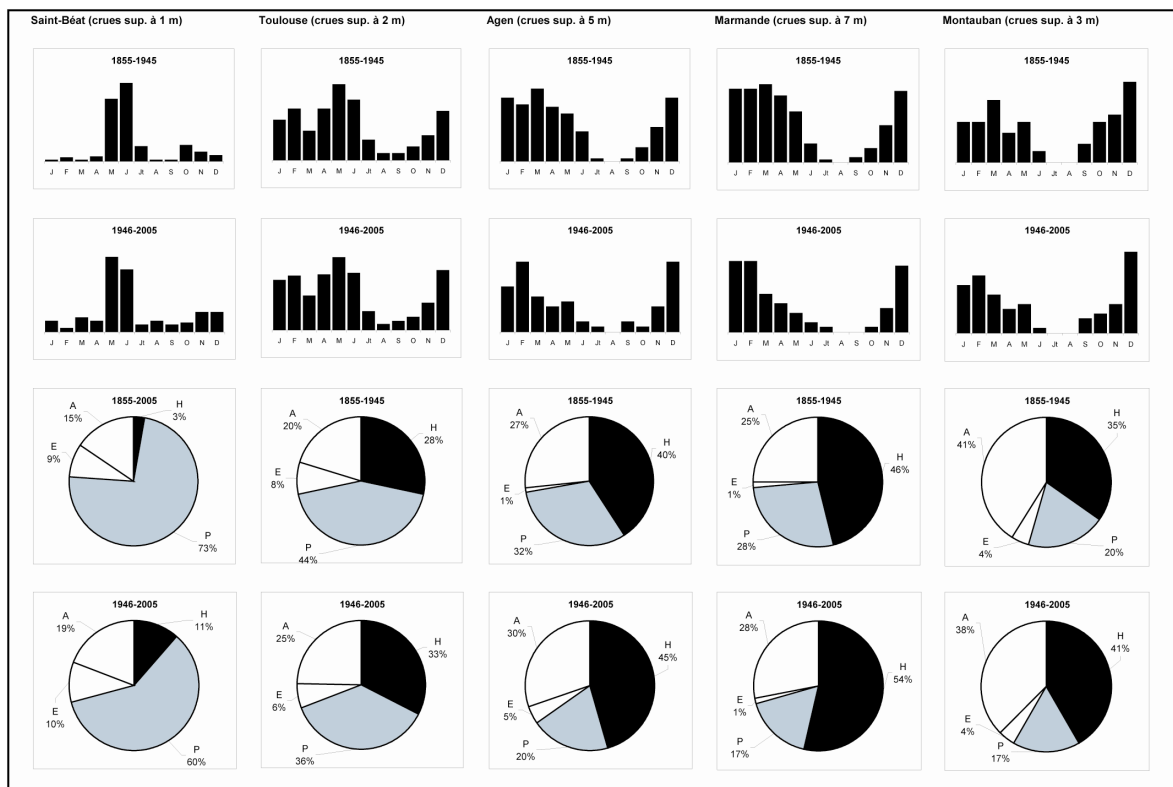 Saint-Béat (crues sup. à 1 m) Toulouse (crues sup. à 2 m) Agen (crues sup. à 5 m) Marmande (crues sup. à 7 m) Montauban (crues sup. à 3 m)
1855-1945 1855-1945 1855-1945 1855-1945 1855-1945
J F M A M J Jt A S O N D J F M A M J Jt A S O N D J F M A M J Jt A S O N D J F M A M J Jt A S O N D J F M A M J Jt A S O N D
1946-2005 1946-2005 1946-2005 1946-2005 1946-2005
J F M A M J Jt A S O N D J F M A M J Jt A S O N D J F M A M J Jt A S O N D J F M A M J Jt A S O N D J F M A M J Jt A S O N D
1855-2005
A
15%
H
3%
E
9%
P
73%
1855-1945
A
20%
H
28%
E
8%
P
44%
1855-1945
A
27%
H
40%
E
1%
P
32%
1855-1945
A
25%
H
46%
E
1%
P
28%
1855-1945
A
41%
H
35%
E
4%
P
20%
1946-2005
A
19%
H
11%
E
10%
P
60%
1946-2005
A
25%
H
33%
E
6%
P
36%
1946-2005
A
30%
H
45%
E
5%
P
20%
1946-2005
A
28%
H
54%
E
1%
P
17%
1946-2005
A
38%
H
41%
E
4%
P
17%